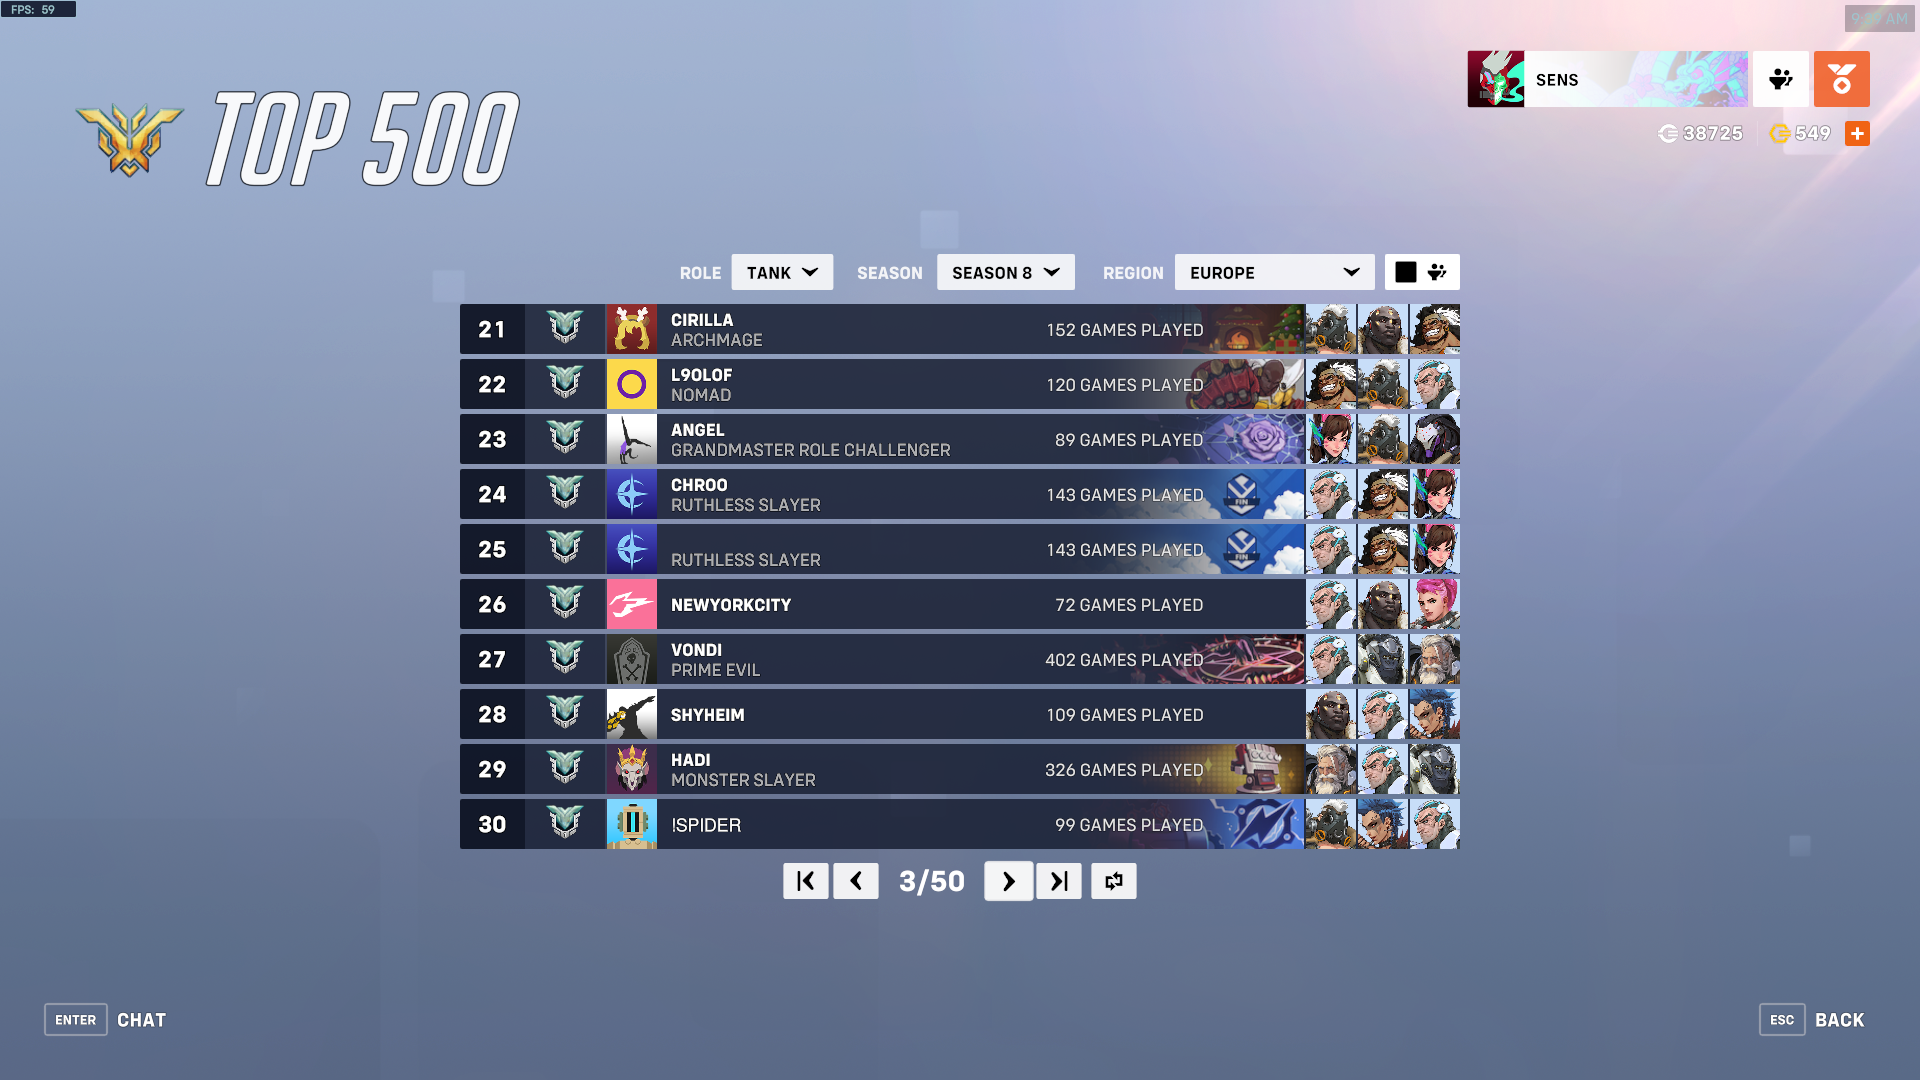 FPS: 59
SENS
38725
549
TOP 500
ROLE TANK SEASON SEASON 8 REGION EUROPE
21 CIRILLA 152 GAMES PLAYED
ARCHMAGE
22 L9OLOF 120 GAMES PLAYED
NOMAD
23 ANGEL 89 GAMES PLAYED
GRANDMASTER ROLE CHALLENGER
24 CHROO 143 GAMES PLAYED
RUTHLESS SLAYER
FIN
25 143 GAMES PLAYED
RUTHLESS SLAYER
FIN
26 NEWYORKCITY 72 GAMES PLAYED
27 VONDI 402 GAMES PLAYED
PRIME EVIL
28 SHYHEIM 109 GAMES PLAYED
29 HADI 326 GAMES PLAYED
MONSTER SLAYER
30 !SPIDER 99 GAMES PLAYED
3/50
ENTER CHAT
ESC BACK